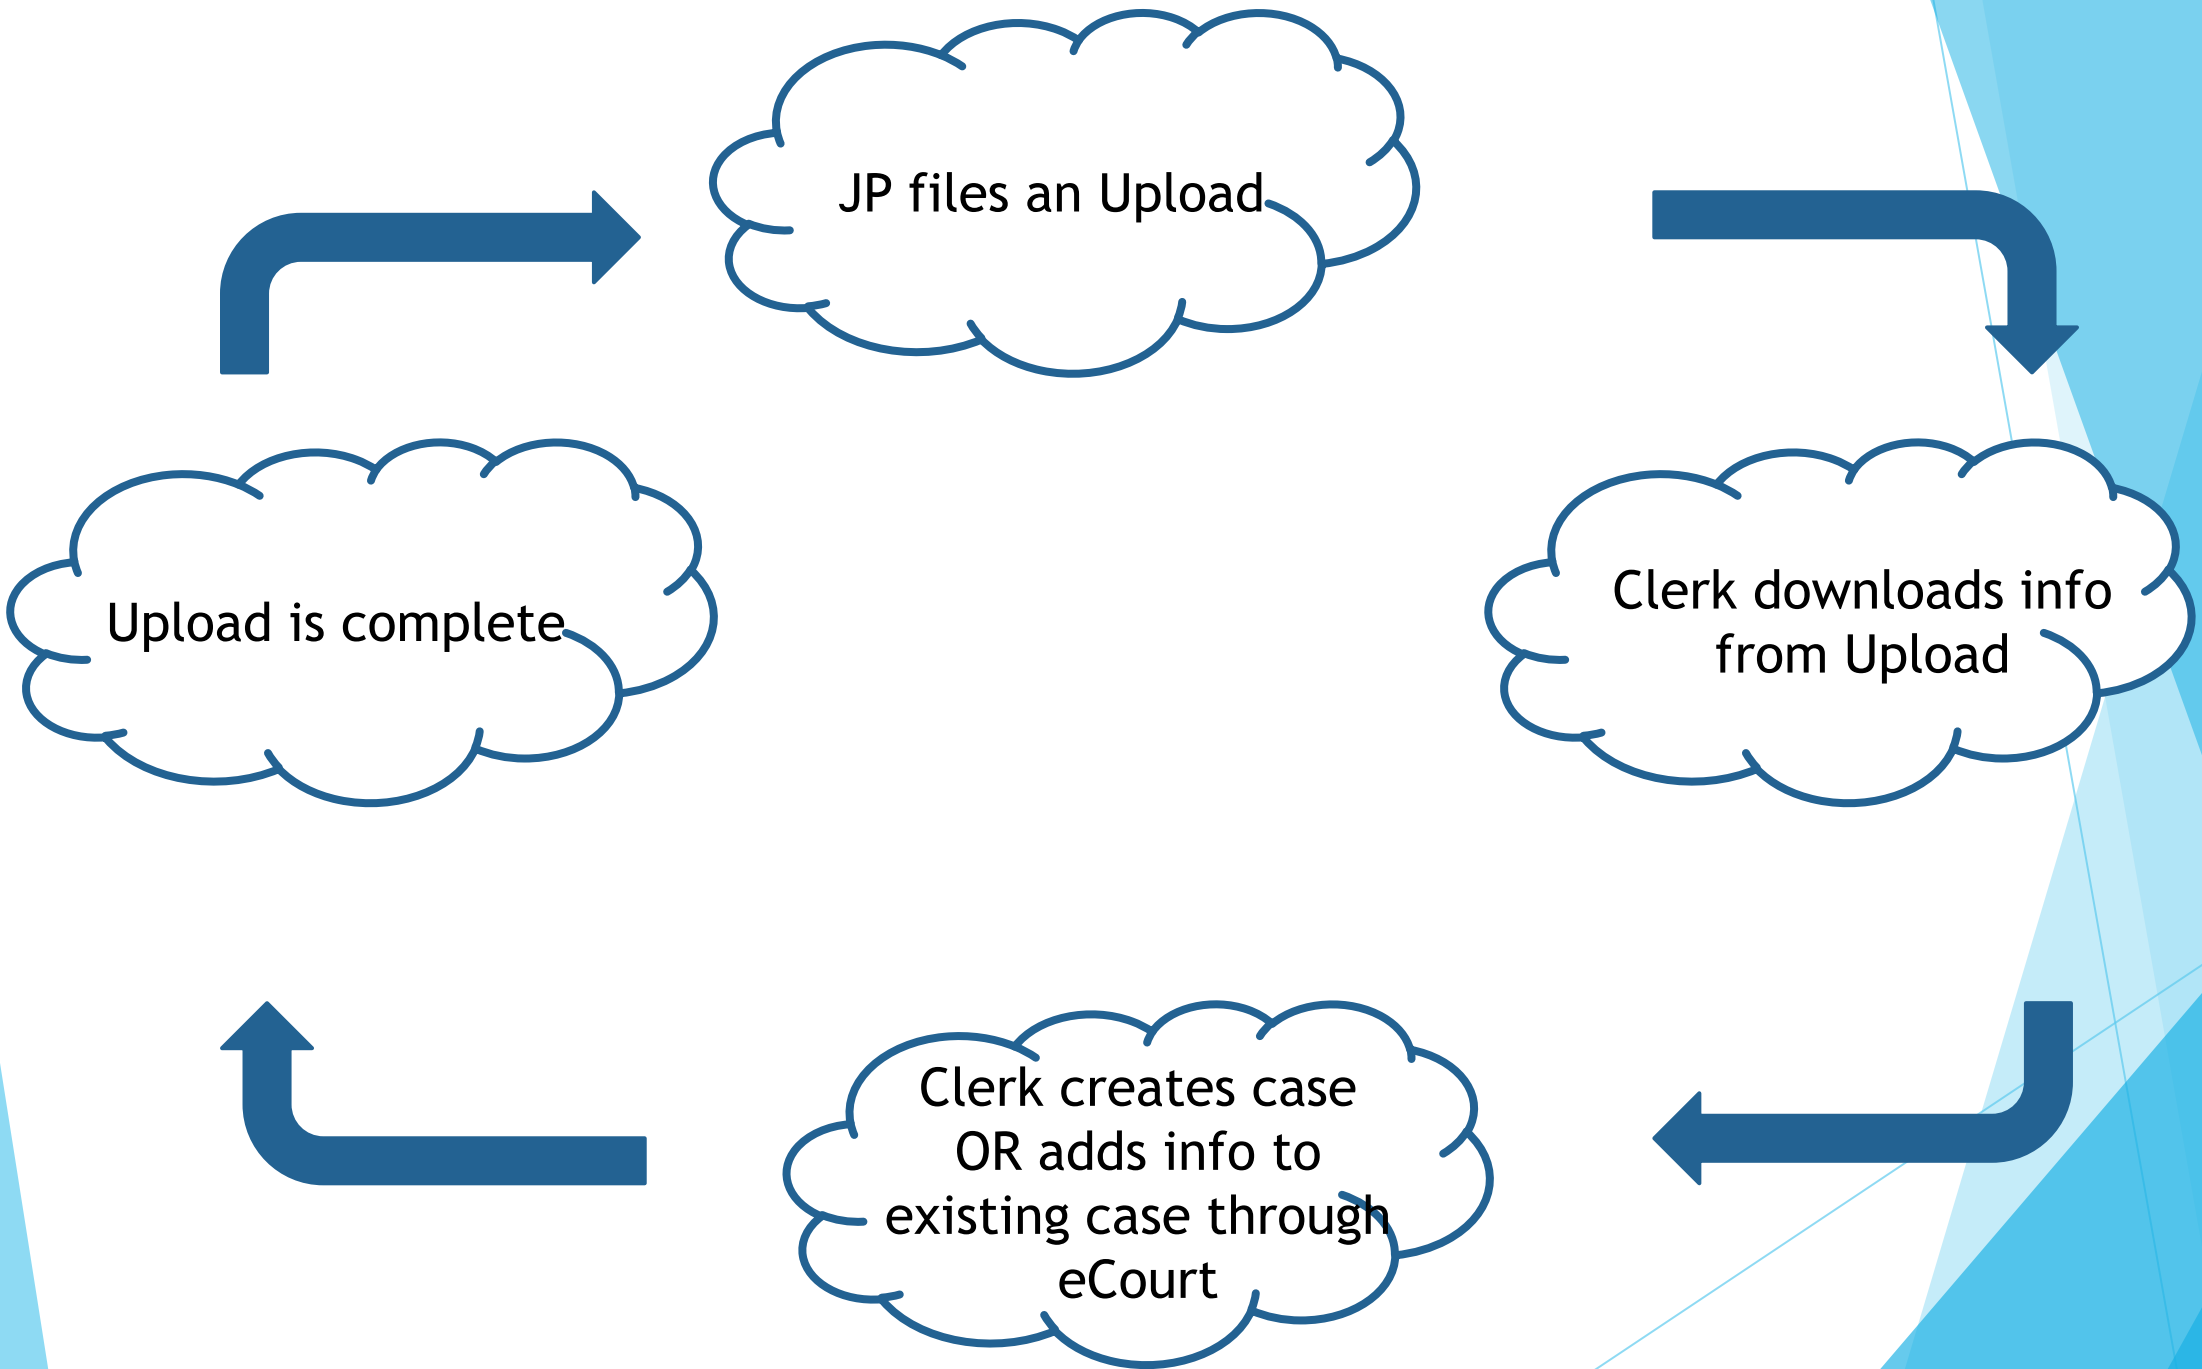 JP files an Upload
Clerk downloads info
from Upload
Upload is complete
Clerk creates case
OR adds info to
existing case through
eCourt